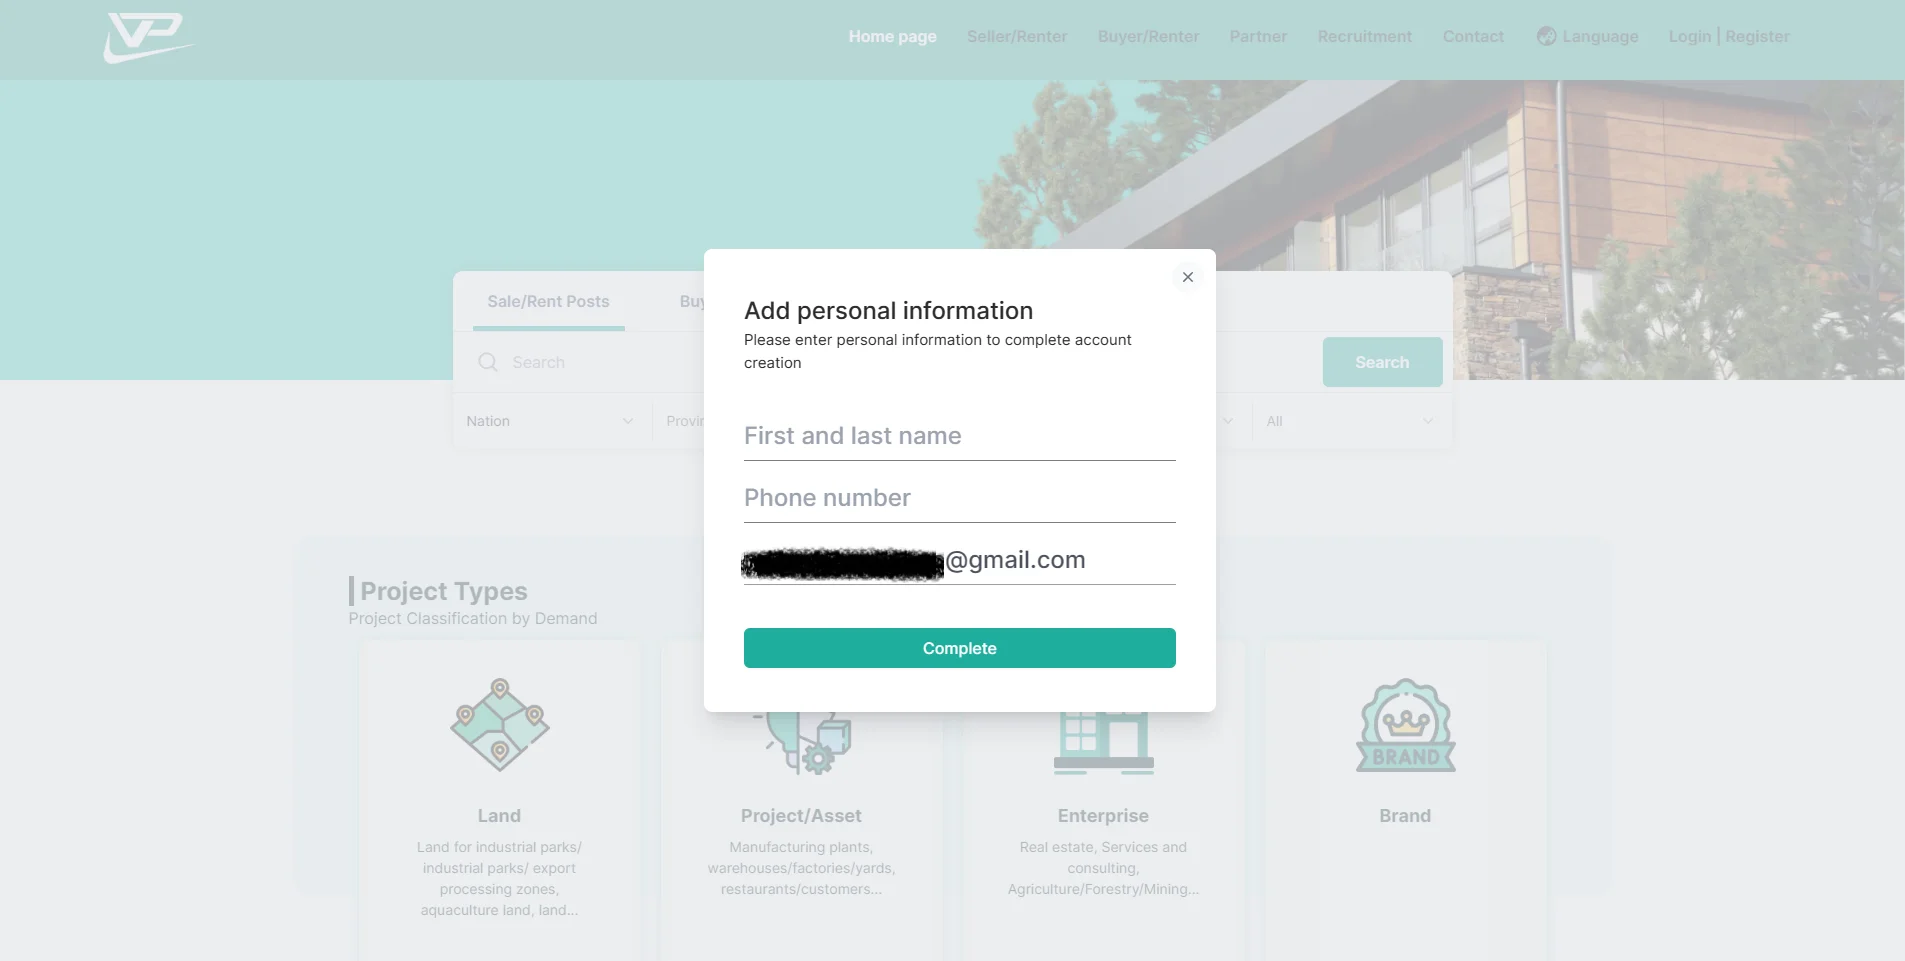 VP
Home page
Seller/Renter
Buyer/Renter
Partner
Recruitment
Contact
Language
Login | Register
Sale/Rent Posts
Search
Search
Nation
All
Add personal information
Please enter personal information to complete account
creation
First and last name
Phone number
@gmail.com
Complete
Project Types
Project Classification by Demand
BRAND
Land
Land for industrial parks/
industrial parks/ export
processing zones,
aquaculture land, land...
Project/Asset
Manufacturing plants,
warehouses/factories/yards,
restaurants/customers...
Enterprise
Real estate, Services and
consulting,
Agriculture/Forestry/Mining...
Brand